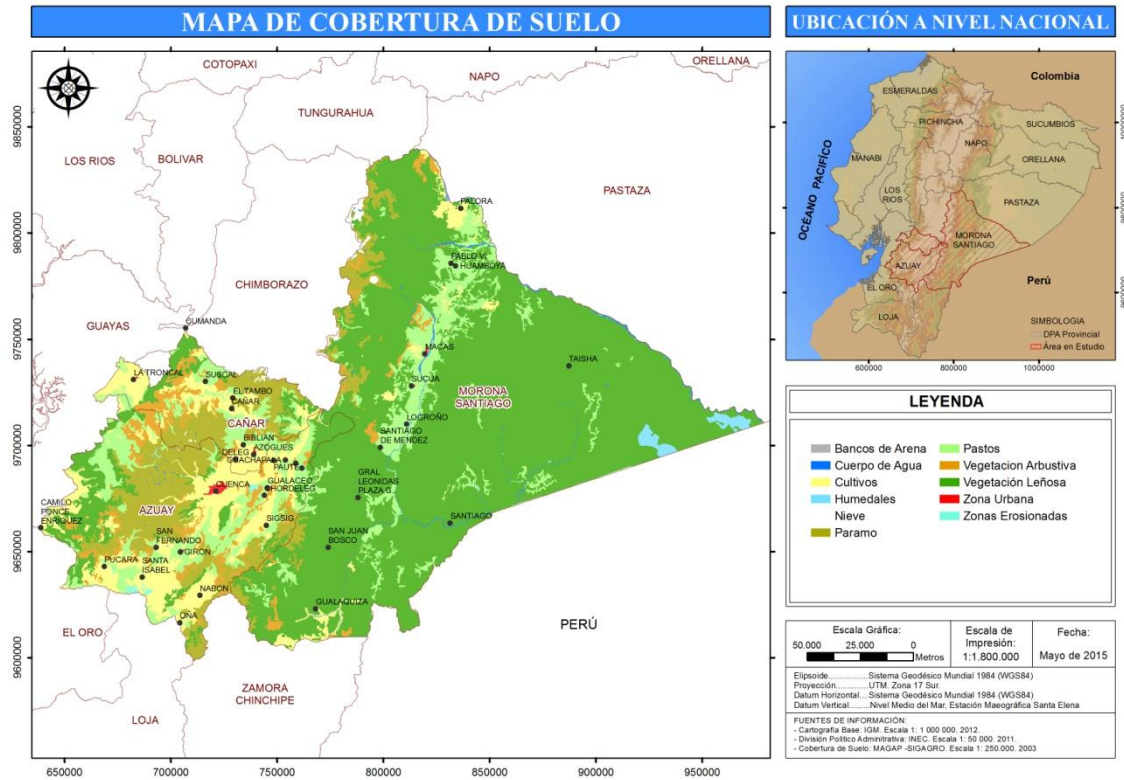 MAPA DE COBERTURA DE SUELO
COTOPAXI
NAPO
ORELLANA
TUNGURAHUA
LOS RIOS
BOLIVAR
PASTAZA
PALORA
PABLO VI
HUAMBOYA
CHIMBORAZO
GUAYAS
CUMANDA
MACAS
TAISHA
LA TRONCAL
SUSCAL
SUCUA
EL TAMBO
CAÑAR
MORONA
SANTIAGO
LOGROÑO
CAÑARI
SANTIAGO
DE MENDEZ
BIBLIAN
AZOGUES
DELEG
GUACHAPALA
PAUTE
CUENCA
GUALACEO
CHORDELEG
GRAL
LEONIDAS
PLAZA G.
CAMILO
PONCE
ENRIQUEZ
AZUAY
SIGSIG
SANTIAGO
SAN
FERNANDO
GIRON
SAN JUAN
BOSCO
PUCARA
SANTA
ISABEL
NABON
GUALAQUIZA
OÑA
PERÚ
EL ORO
ZAMORA
CHINCHIPE
LOJA
9850000
9800000
9750000
9700000
9650000
9600000
650000 700000 750000 800000 850000 900000 950000
UBICACIÓN A NIVEL NACIONAL
Colombia
ESMERALDAS
PICHINCHA
SUCUMBIOS
NAPO
ORELLANA
MANABI
LOS
RIOS
PASTAZA
OCÉANO PACIFÍCO
MORONA
SANTIAGO
AZUAY
EL ORO
Perú
LOJA
SIMBOLOGIA
DPA Provincial
Área en Estudio
600000 800000 1000000
LEYENDA
Bancos de Arena
Cuerpo de Agua
Cultivos
Humedales
Nieve
Paramo
Pastos
Vegetacion Arbustiva
Vegetación Leñosa
Zona Urbana
Zonas Erosionadas
Escala Gráfica:
50.000 25.000 0
Metros
Escala de
Impresión:
1:1.800.000
Fecha:
Mayo de 2015
Elipsoide..................Sistema Geodésico Mundial 1984 (WGS84)
Proyección...............UTM. Zona 17 Sur.
Datum Horizontal.....Sistema Geodésico Mundial 1984 (WGS84)
Datum Vertical.........Nivel Medio del Mar, Estación Maeográfica Santa Elena
FUENTES DE INFORMACIÓN:
- Cartografía Base: IGM. Escala 1: 1 000 000. 2012.
- División Político Adminitrativa: INEC. Escala 1: 50 000. 2011.
- Cobertura de Suelo: MAGAP -SIGAGRO. Escala 1: 250.000. 2003